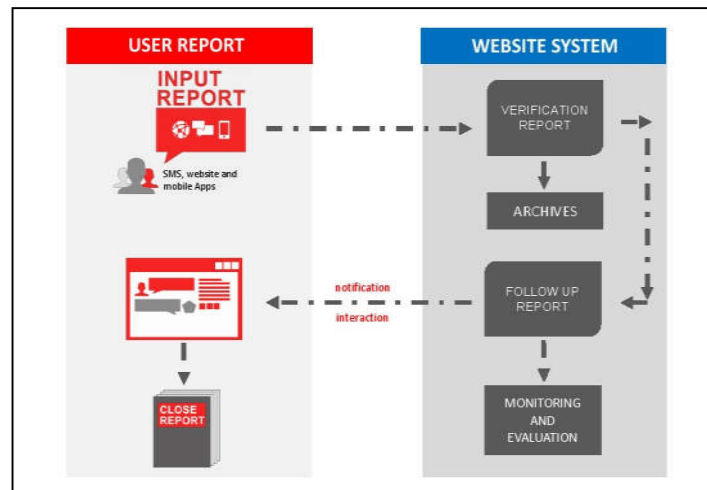 USER REPORT
INPUT
REPORT
SMS, website and
mobile Apps
CLOSE
REPORT
notification
interaction
WEBSITE SYSTEM
VERIFICATION
REPORT
ARCHIVES
FOLLOW UP
REPORT
MONITORING
AND
EVALUATION